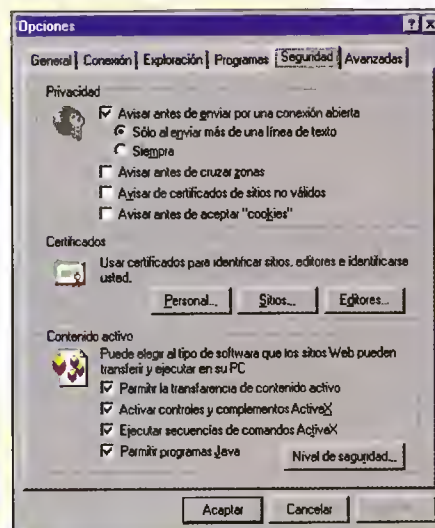 Opciones
General Conexión Exploración Programas Seguridad Avanzadas
Privacidad
Avisar antes de enviar por una conexión abierta
Sólo al enviar más de una línea de texto
Siempre
Avisar antes de cruzar zonas
Avisar de certificados de sitios no válidos
Avisar antes de aceptar "cookies"
Certificados
Usar certificados para identificar sitios, editores e identificarse
usted.
Personal... Sitios... Editores...
Contenido activo
Puede elegir al tipo de software que los sitios Web pueden
transferir y ejecutar en su PC
Permitir la transferencia de contenido activo
Activar controles y complementos ActiveX
Ejecutar secuencias de comandos ActiveX
Permitir programas Java
Nivel de seguridad...
Aceptar Cancelar